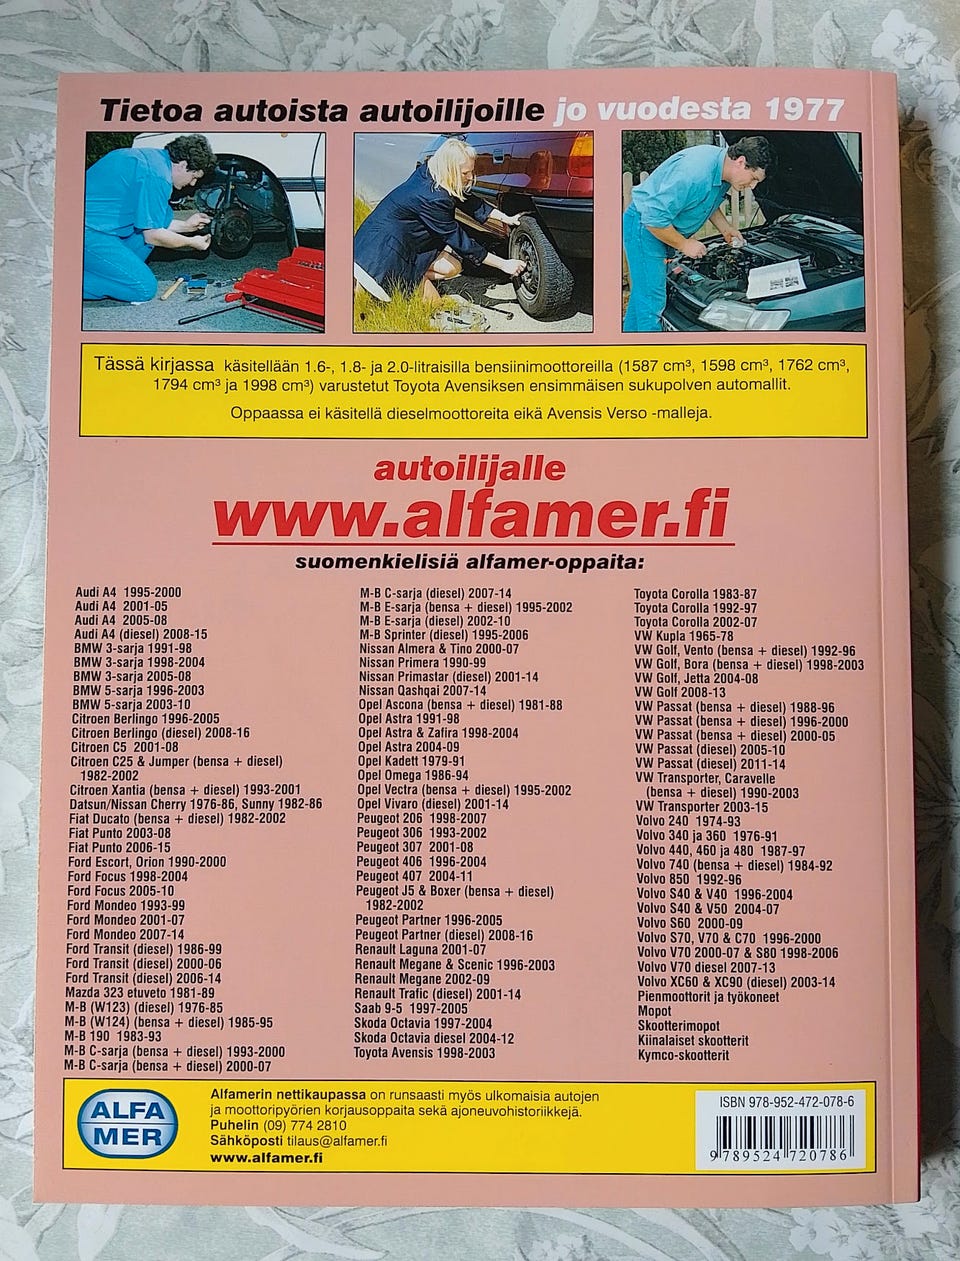 Tietoa autoista autoilijoille jo vuodesta 1977
Tässä kirjassa käsitellään 1.6-, 1.8- ja 2.0-litraisilla bensiinimoottoreilla (1587 cm³, 1598 cm³, 1762 cm³,
1794 cm³ ja 1998 cm³) varustetut Toyota Avensiksen ensimmäisen sukupolven automallit.
Oppaassa ei käsitellä dieselmoottoreita eikä Avensis Verso -malleja.
autoilijalle
www.alfamer.fi
suomenkielisiä alfamer-oppaita:
Audi A4 1995-2000
Audi A4 2001-05
Audi A4 2005-08
Audi A4 (diesel) 2008-15
BMW 3-sarja 1991-98
BMW 3-sarja 1998-2004
BMW 3-sarja 2005-08
BMW 5-sarja 1996-2003
BMW 5-sarja 2003-10
Citroen Berlingo 1996-2005
Citroen Berlingo (diesel) 2008-16
Citroen C5 2001-08
Citroen C25 & Jumper (bensa + diesel)
1982-2002
Citroen Xantia (bensa + diesel) 1993-2001
Datsun/Nissan Cherry 1976-86, Sunny 1982-86
Fiat Ducato (bensa + diesel) 1982-2002
Fiat Punto 2003-08
Fiat Punto 2006-15
Ford Escort, Orion 1990-2000
Ford Focus 1998-2004
Ford Focus 2005-10
Ford Mondeo 1993-99
Ford Mondeo 2001-07
Ford Mondeo 2007-14
Ford Transit (diesel) 1986-99
Ford Transit (diesel) 2000-06
Ford Transit (diesel) 2006-14
Mazda 323 etuveto 1981-89
M-B (W123) (diesel) 1976-85
M-B (W124) (bensa + diesel) 1985-95
M-B 190 1983-93
M-B C-sarja (bensa + diesel) 1993-2000
M-B C-sarja (bensa + diesel) 2000-07
M-B C-sarja (diesel) 2007-14
M-B E-sarja (bensa + diesel) 1995-2002
M-B E-sarja (diesel) 2002-10
M-B Sprinter (diesel) 1995-2006
Nissan Almera & Tino 2000-07
Nissan Primera 1990-99
Nissan Primastar (diesel) 2001-14
Nissan Qashqai 2007-14
Opel Ascona (bensa + diesel) 1981-88
Opel Astra 1991-98
Opel Astra & Zafira 1998-2004
Opel Astra 2004-09
Opel Kadett 1979-91
Opel Omega 1986-94
Opel Vectra (bensa + diesel) 1995-2002
Opel Vivaro (diesel) 2001-14
Peugeot 206 1998-2007
Peugeot 306 1993-2002
Peugeot 307 2001-08
Peugeot 406 1996-2004
Peugeot 407 2004-11
Peugeot J5 & Boxer (bensa + diesel)
1982-2002
Peugeot Partner 1996-2005
Peugeot Partner (diesel) 2008-16
Renault Laguna 2001-07
Renault Megane & Scenic 1996-2003
Renault Megane 2002-09
Renault Trafic (diesel) 2001-14
Saab 9-5 1997-2005
Skoda Octavia 1997-2004
Skoda Octavia diesel 2004-12
Toyota Avensis 1998-2003
Toyota Corolla 1983-87
Toyota Corolla 1992-97
Toyota Corolla 2002-07
VW Kupla 1965-78
VW Golf, Vento (bensa + diesel) 1992-96
VW Golf, Bora (bensa + diesel) 1998-2003
VW Golf, Jetta 2004-08
VW Golf 2008-13
VW Passat (bensa + diesel) 1988-96
VW Passat (bensa + diesel) 1996-2000
VW Passat (bensa + diesel) 2000-05
VW Passat (diesel) 2005-10
VW Passat (diesel) 2011-14
VW Transporter, Caravelle
(bensa + diesel) 1990-2003
VW Transporter 2003-15
Volvo 240 1974-93
Volvo 340 ja 360 1976-91
Volvo 440, 460 ja 480 1987-97
Volvo 740 (bensa + diesel) 1984-92
Volvo 850 1992-96
Volvo S40 & V40 1996-2004
Volvo S40 & V50 2004-07
Volvo S60 2000-09
Volvo S70, V70 & C70 1996-2000
Volvo V70 2000-07 & S80 1998-2006
Volvo V70 diesel 2007-13
Volvo XC60 & XC90 (diesel) 2003-14
Pienmoottorit ja työkoneet
Mopot
Skootterimopot
Kiinalaiset skootterit
Kymco-skootterit
ALFA
MER
Alfamerin nettikaupassa on runsaasti myös ulkomaisia autojen
ja moottoripyörien korjausoppaita sekä ajoneuvohistoriikkejä.
Puhelin (09) 774 2810
Sähköposti tilaus@alfamer.fi
www.alfamer.fi
ISBN 978-952-472-078-6
9 789524 720786